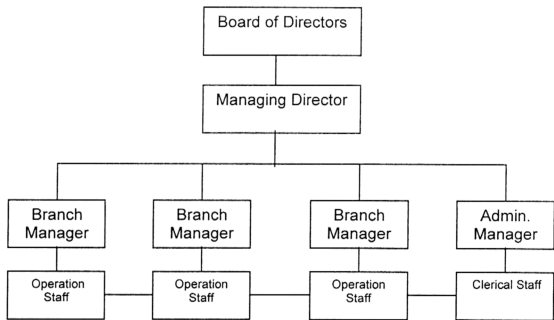 Board of Directors
Managing Director
Branch
Manager
Branch
Manager
Branch
Manager
Admin.
Manager
Operation
Staff
Operation
Staff
Operation
Staff
Clerical Staff